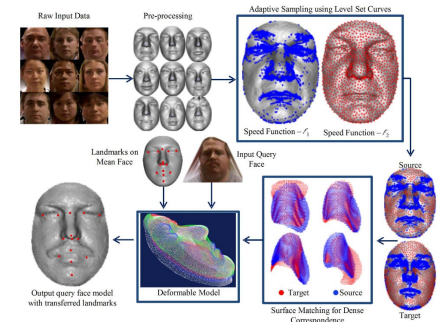 Raw Input Data
Pre-processing
Adaptive Sampling using Level Set Curves
Speed Function – ℓ₁
Speed Function – ℓ₂
Source
Landmarks on
Mean Face
Input Query
Face
Target
Source
Output query face model
with transferred landmarks
Deformable Model
Surface Matching for Dense
Correspondence
Target